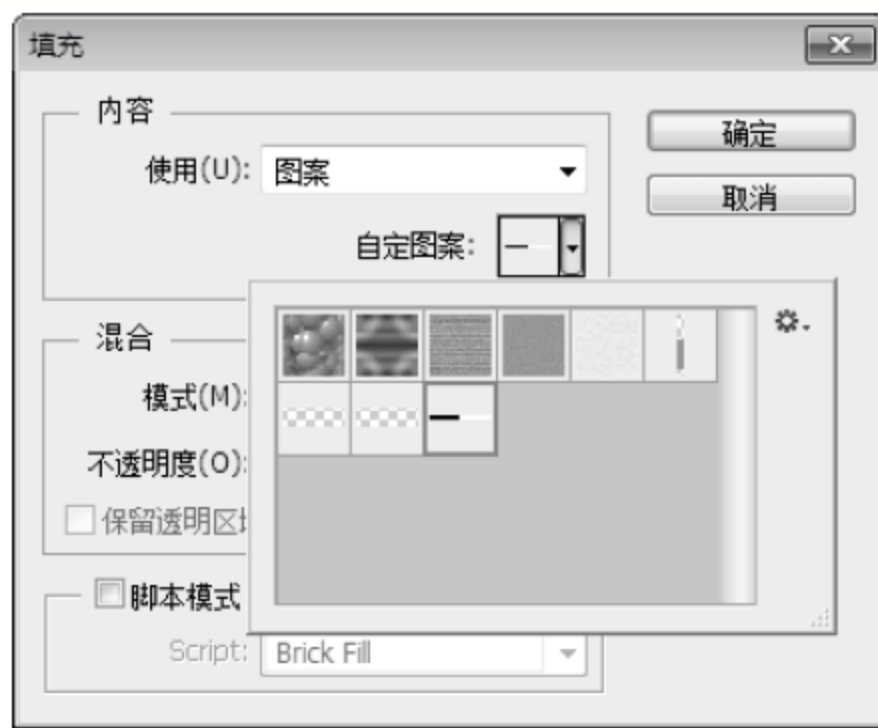 填充
内容
使用(U):
图案
确定
取消
自定图案:
混合
模式(M):
不透明度(O):
保留透明区
脚本模式
Script:
Brick Fill